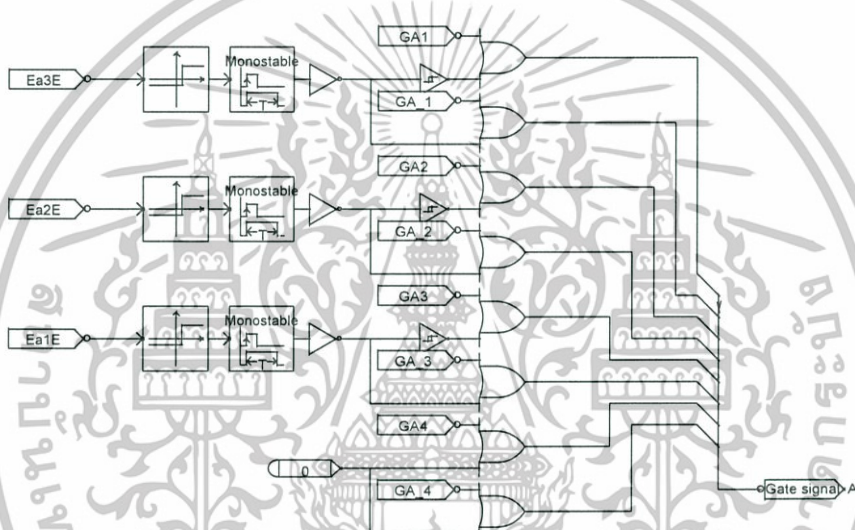 GA1
Ea3E
Monostable
T
GA_1
GA2
Ea2E
Monostable
T
GA_2
GA3
Ea1E
Monostable
T
GA_3
GA4
0
GA_4
Gate signal A